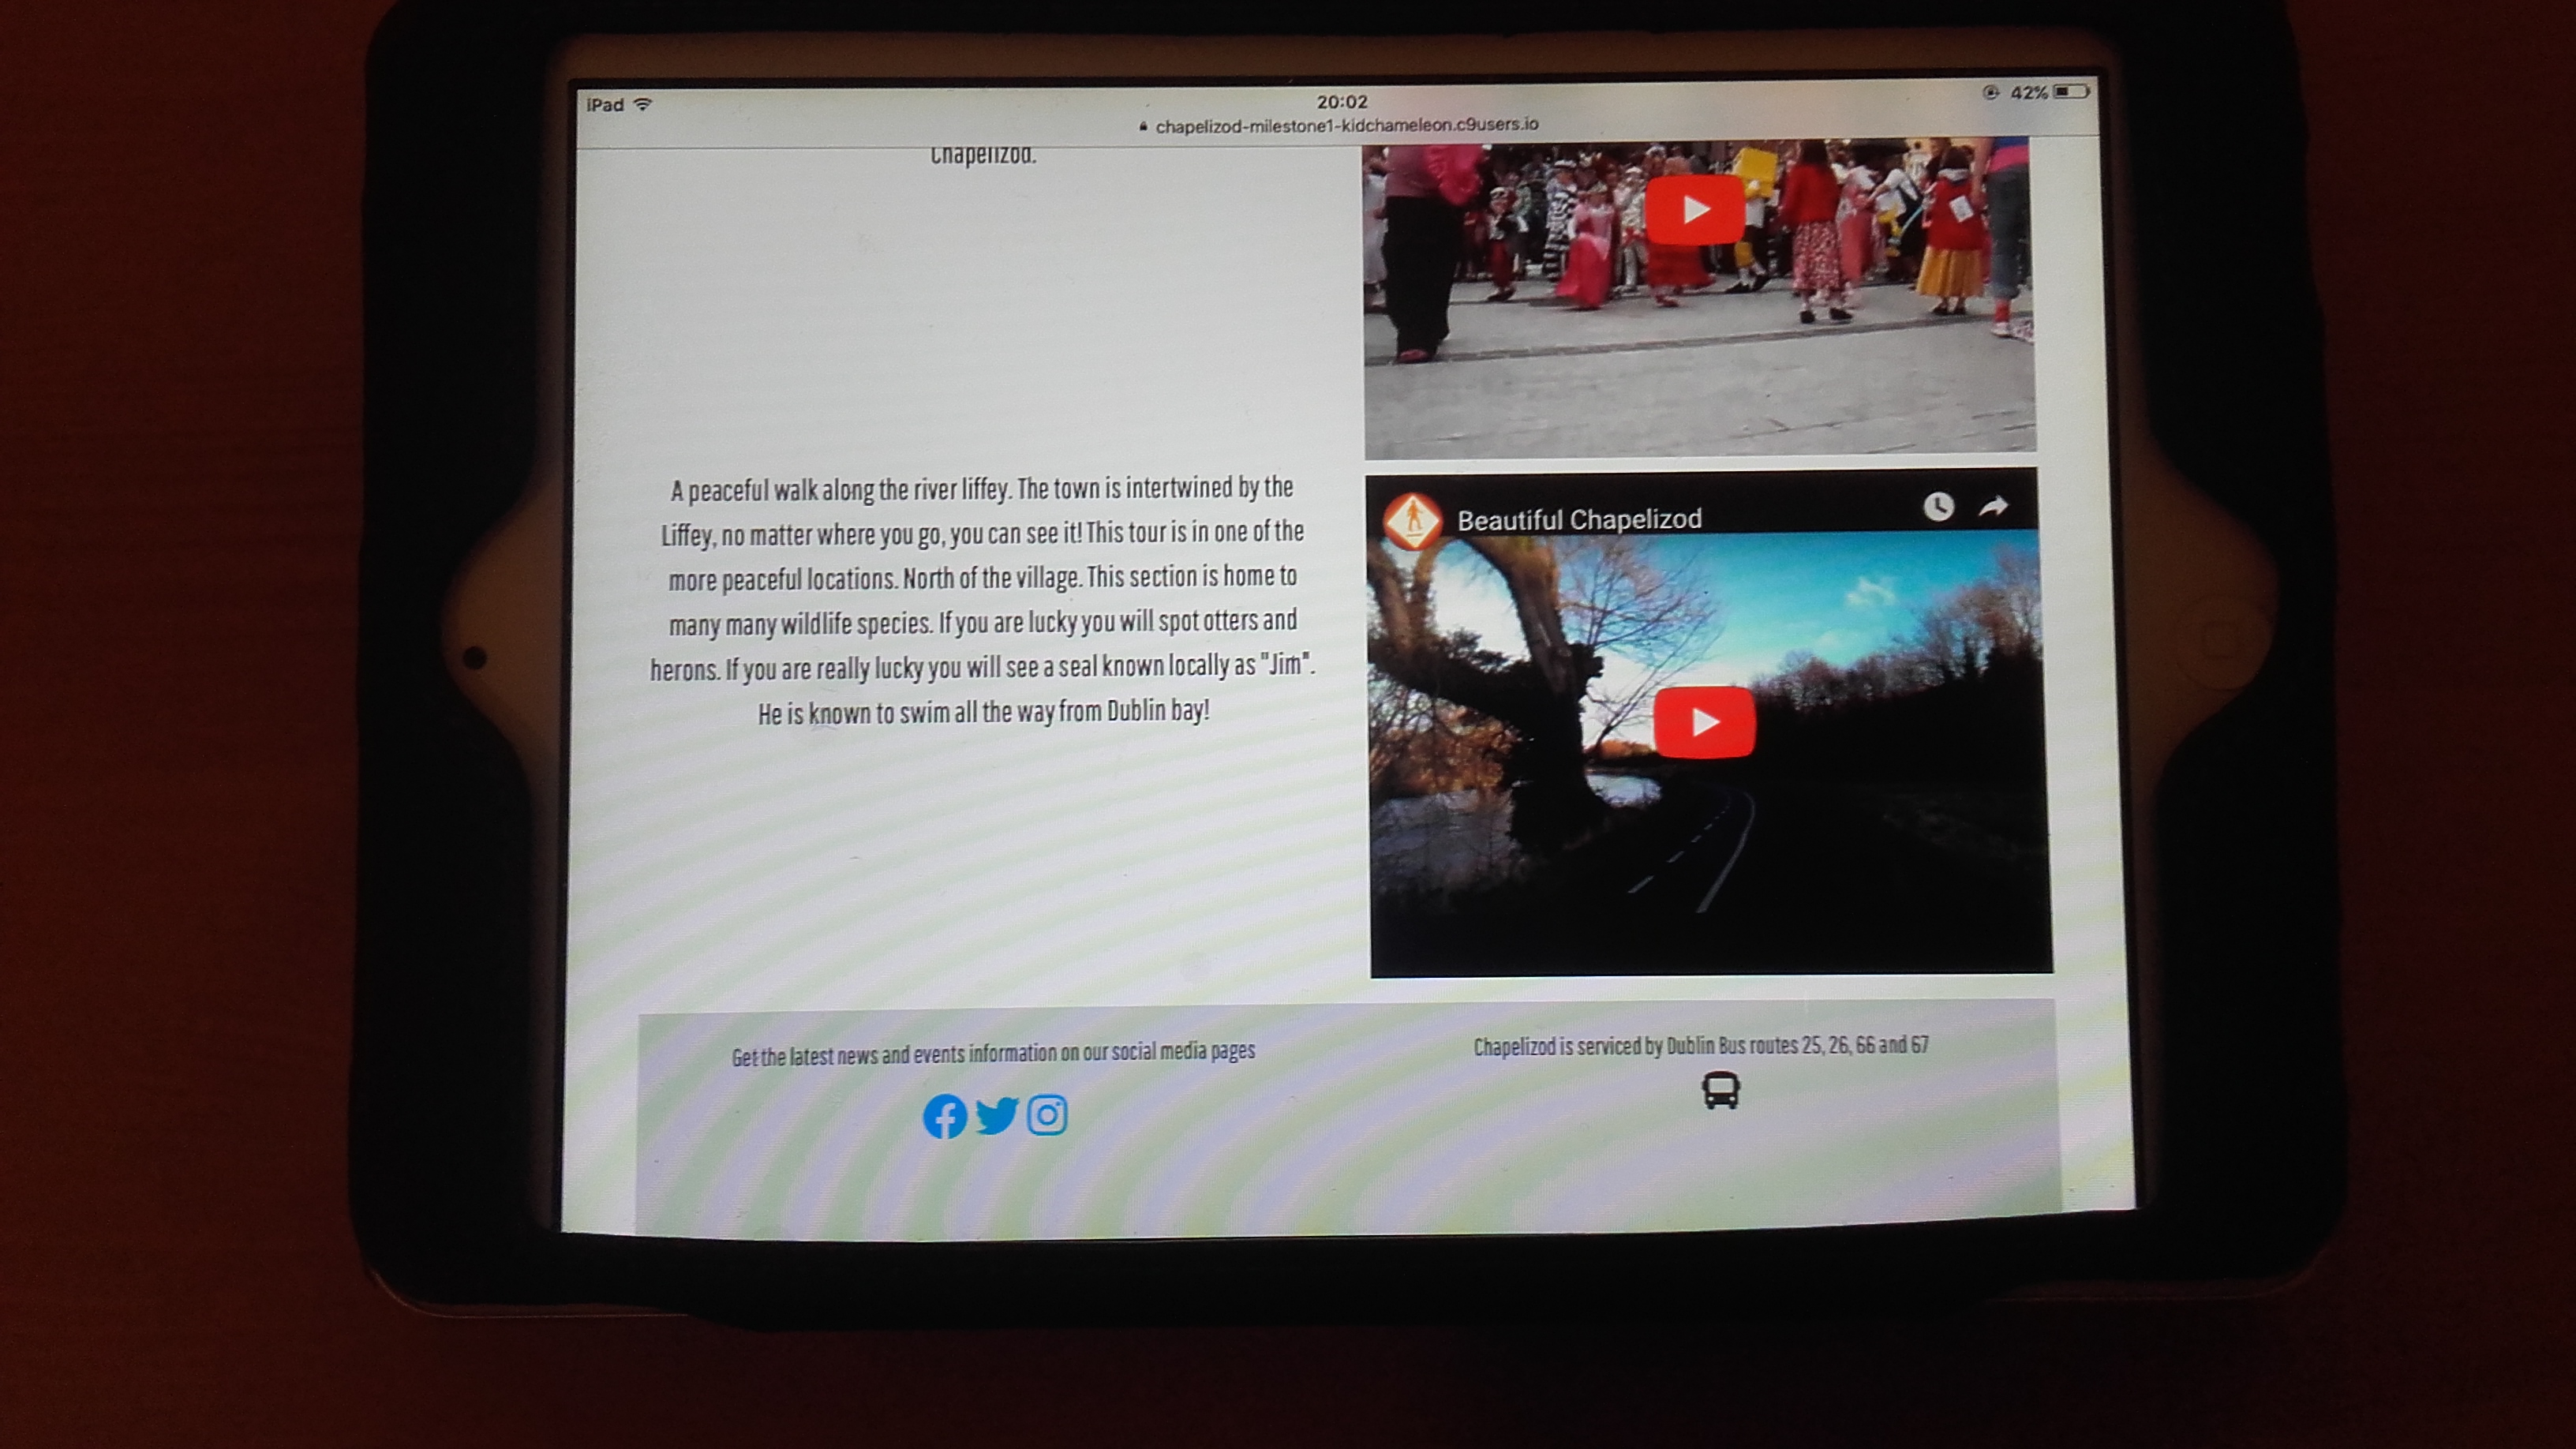 iPad
20:02
42%
chapelizod-milestone1-kidchameleon.c9users.io
Chapelizod.
A peaceful walk along the river liffey. The town is intertwined by the
Liffey, no matter where you go, you can see it! This tour is in one of the
more peaceful locations. North of the village. This section is home to
many many wildlife species. If you are lucky you will spot otters and
herons. If you are really lucky you will see a seal known locally as "Jim".
He is known to swim all the way from Dublin bay!
Beautiful Chapelizod
Get the latest news and events information on our social media pages
Chapelizod is serviced by Dublin Bus routes 25, 26, 66 and 67